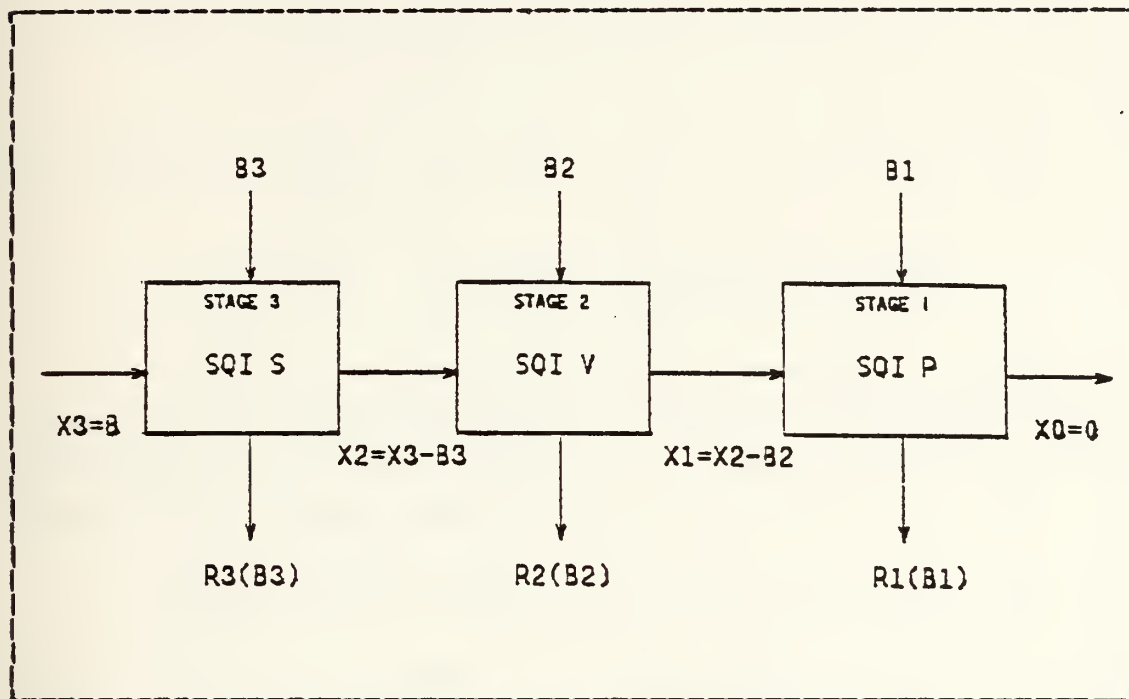 B3
B2
B1
STAGE 3
STAGE 2
STAGE 1
SQI S
SQI V
SQI P
X3=B
X2=X3-B3
X1=X2-B2
X0=0
R3(B3)
R2(B2)
R1(B1)